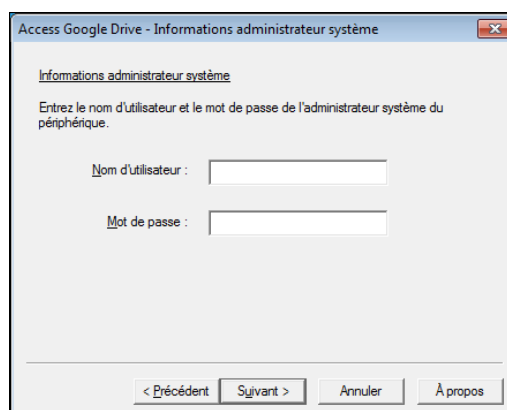 Access Google Drive - Informations administrateur système
Informations administrateur système
Entrez le nom d'utilisateur et le mot de passe de l'administrateur système du
périphérique.
Nom d'utilisateur :
Mot de passe :
< Précédent Suivant > Annuler À propos